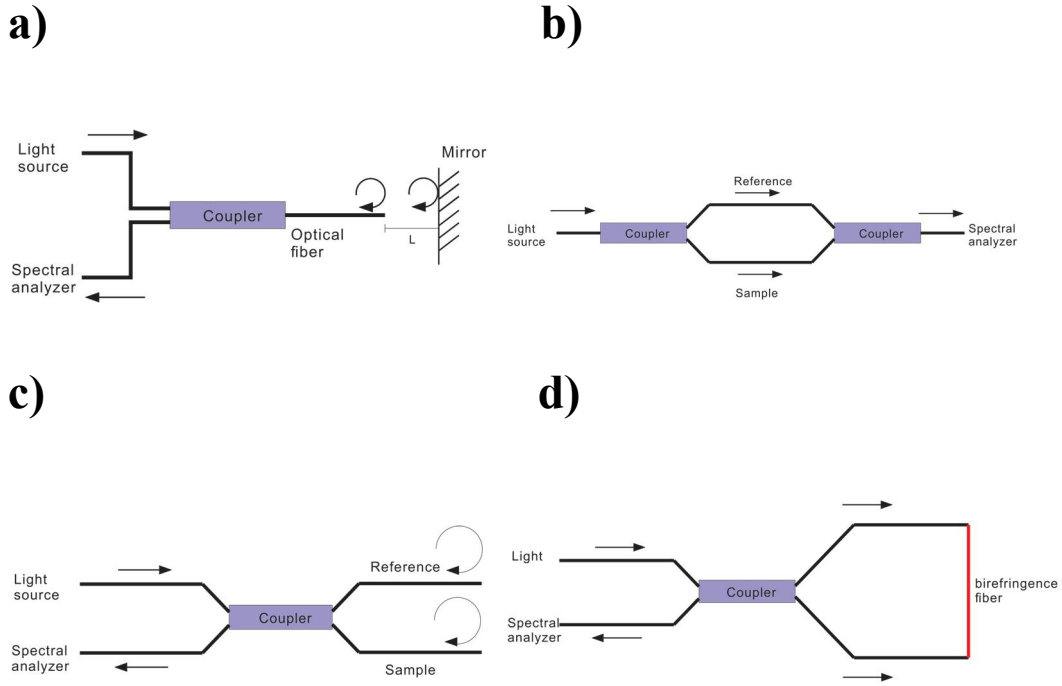 a)
Light
source
Coupler
Optical
fiber
L
Mirror
Spectral
analyzer
b)
Reference
Light
source
Coupler
Coupler
Spectral
analyzer
Sample
c)
Light
source
Reference
Coupler
Spectral
analyzer
Sample
d)
Light
Coupler
birefringence
fiber
Spectral
analyzer